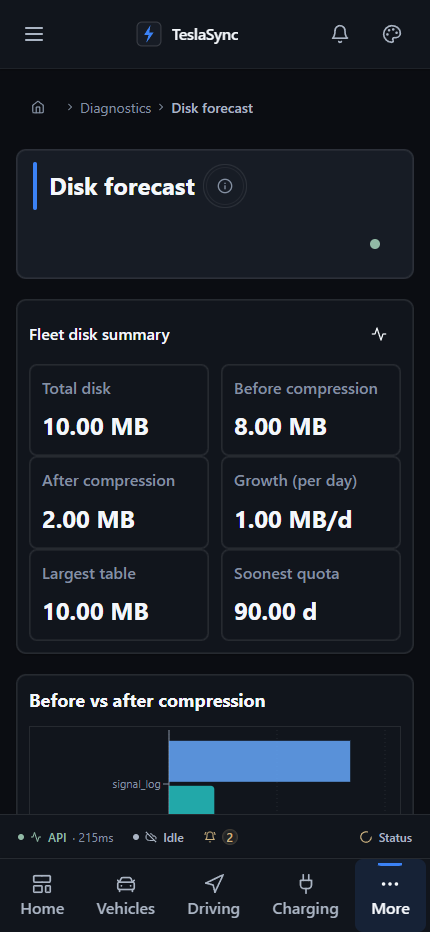 TeslaSync
Diagnostics > Disk forecast
Disk forecast
Fleet disk summary
Total disk
10.00 MB
Before compression
8.00 MB
After compression
2.00 MB
Growth (per day)
1.00 MB/d
Largest table
10.00 MB
Soonest quota
90.00 d
Before vs after compression
signal_log
API · 215ms
Idle
2
Status
Home
Vehicles
Driving
Charging
More